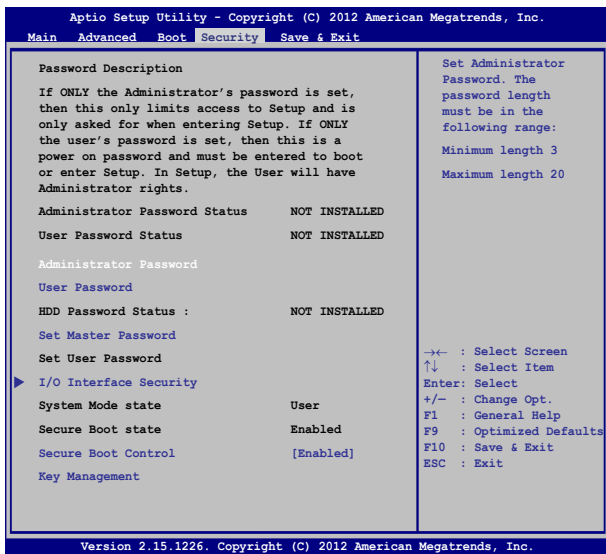 Aptio Setup Utility - Copyright (C) 2012 American Megatrends, Inc.
Main Advanced Boot Security Save & Exit
Password Description
If ONLY the Administrator's password is set,
then this only limits access to Setup and is
only asked for when entering Setup. If ONLY
the user's password is set, then this is a
power on password and must be entered to boot
or enter Setup. In Setup, the User will have
Administrator rights.
Administrator Password Status NOT INSTALLED
User Password Status NOT INSTALLED
Administrator Password
User Password
HDD Password Status : NOT INSTALLED
Set Master Password
Set User Password
I/O Interface Security
System Mode state User
Secure Boot state Enabled
Secure Boot Control [Enabled]
Key Management
Set Administrator
Password. The
password length
must be in the
following range:
Minimum length 3
Maximum length 20
→← : Select Screen
↑↓ : Select Item
Enter: Select
+/— : Change Opt.
F1 : General Help
F9 : Optimized Defaults
F10 : Save & Exit
ESC : Exit
Version 2.15.1226. Copyright (C) 2012 American Megatrends, Inc.